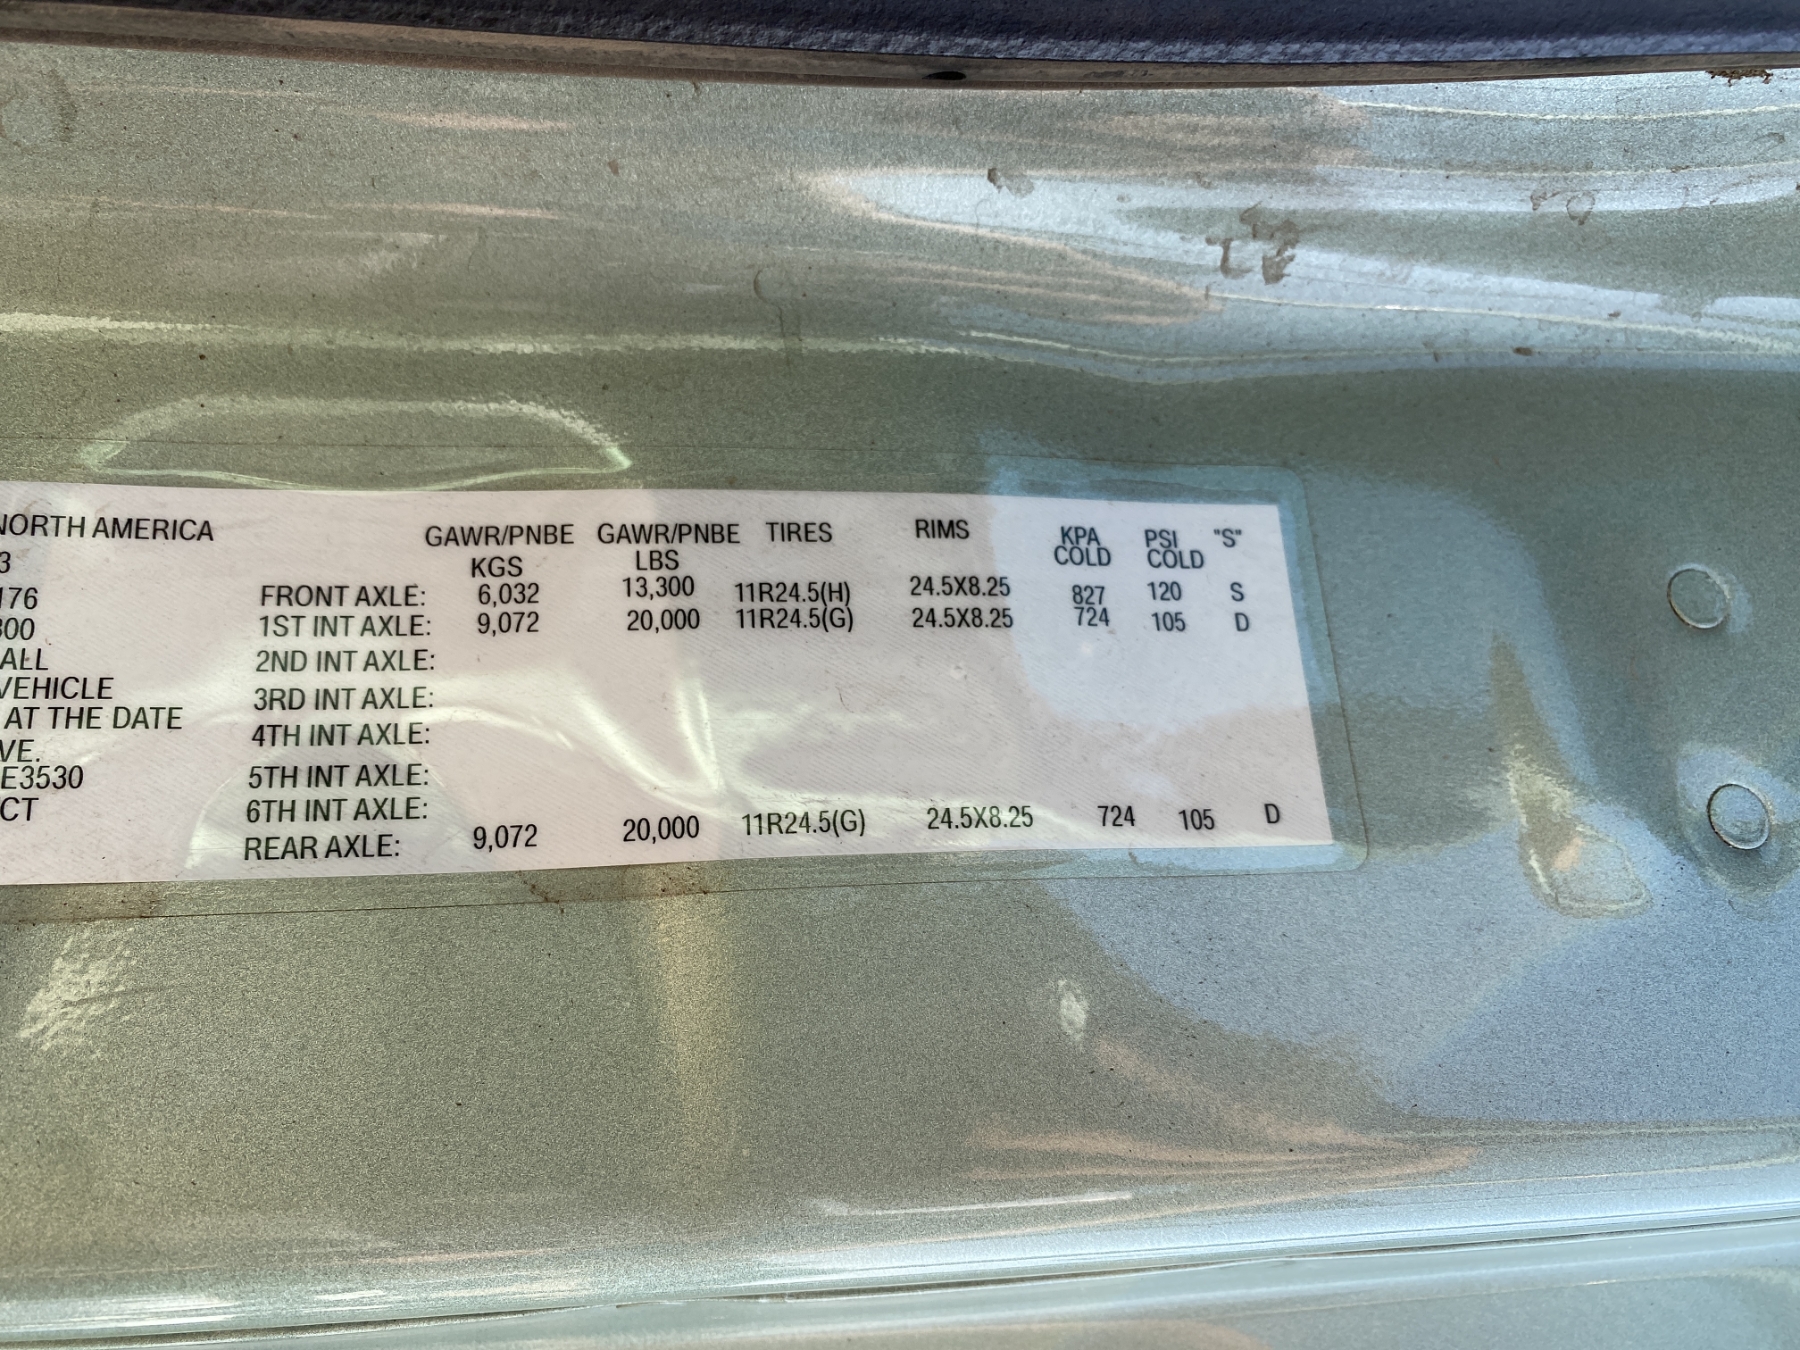 NORTH AMERICA GAWR/PNBE GAWR/PNBE TIRES RIMS KPA PSI "S"
3 KGS LBS COLD COLD
176 FRONT AXLE: 6,032 13,300 11R24.5(H) 24.5X8.25 827 120 S
300 1ST INT AXLE: 9,072 20,000 11R24.5(G) 24.5X8.25 724 105 D
ALL 2ND INT AXLE:
VEHICLE 3RD INT AXLE:
AT THE DATE 4TH INT AXLE:
VE.
E3530 5TH INT AXLE:
CT 6TH INT AXLE:
REAR AXLE: 9,072 20,000 11R24.5(G) 24.5X8.25 724 105 D